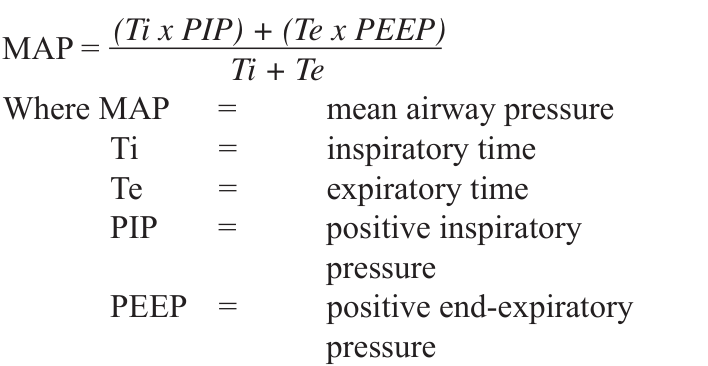 MAP = (Ti x PIP) + (Te x PEEP)
Ti + Te
Where MAP = mean airway pressure
Ti = inspiratory time
Te = expiratory time
PIP = positive inspiratory
pressure
PEEP = positive end-expiratory
pressure